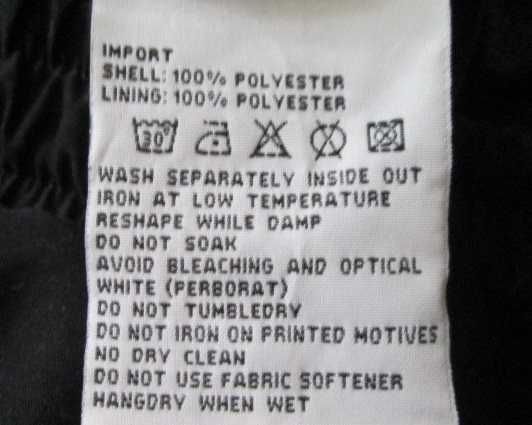 IMPORT
SHELL: 100% POLYESTER
LINING: 100% POLYESTER
30°
WASH SEPARATELY INSIDE OUT
IRON AT LOW TEMPERATURE
RESHAPE WHILE DAMP
DO NOT SOAK
AVOID BLEACHING AND OPTICAL
WHITE (PERBORAT)
DO NOT TUMBLEDRY
DO NOT IRON ON PRINTED MOTIVES
NO DRY CLEAN
DO NOT USE FABRIC SOFTENER
HANGDRY WHEN WET